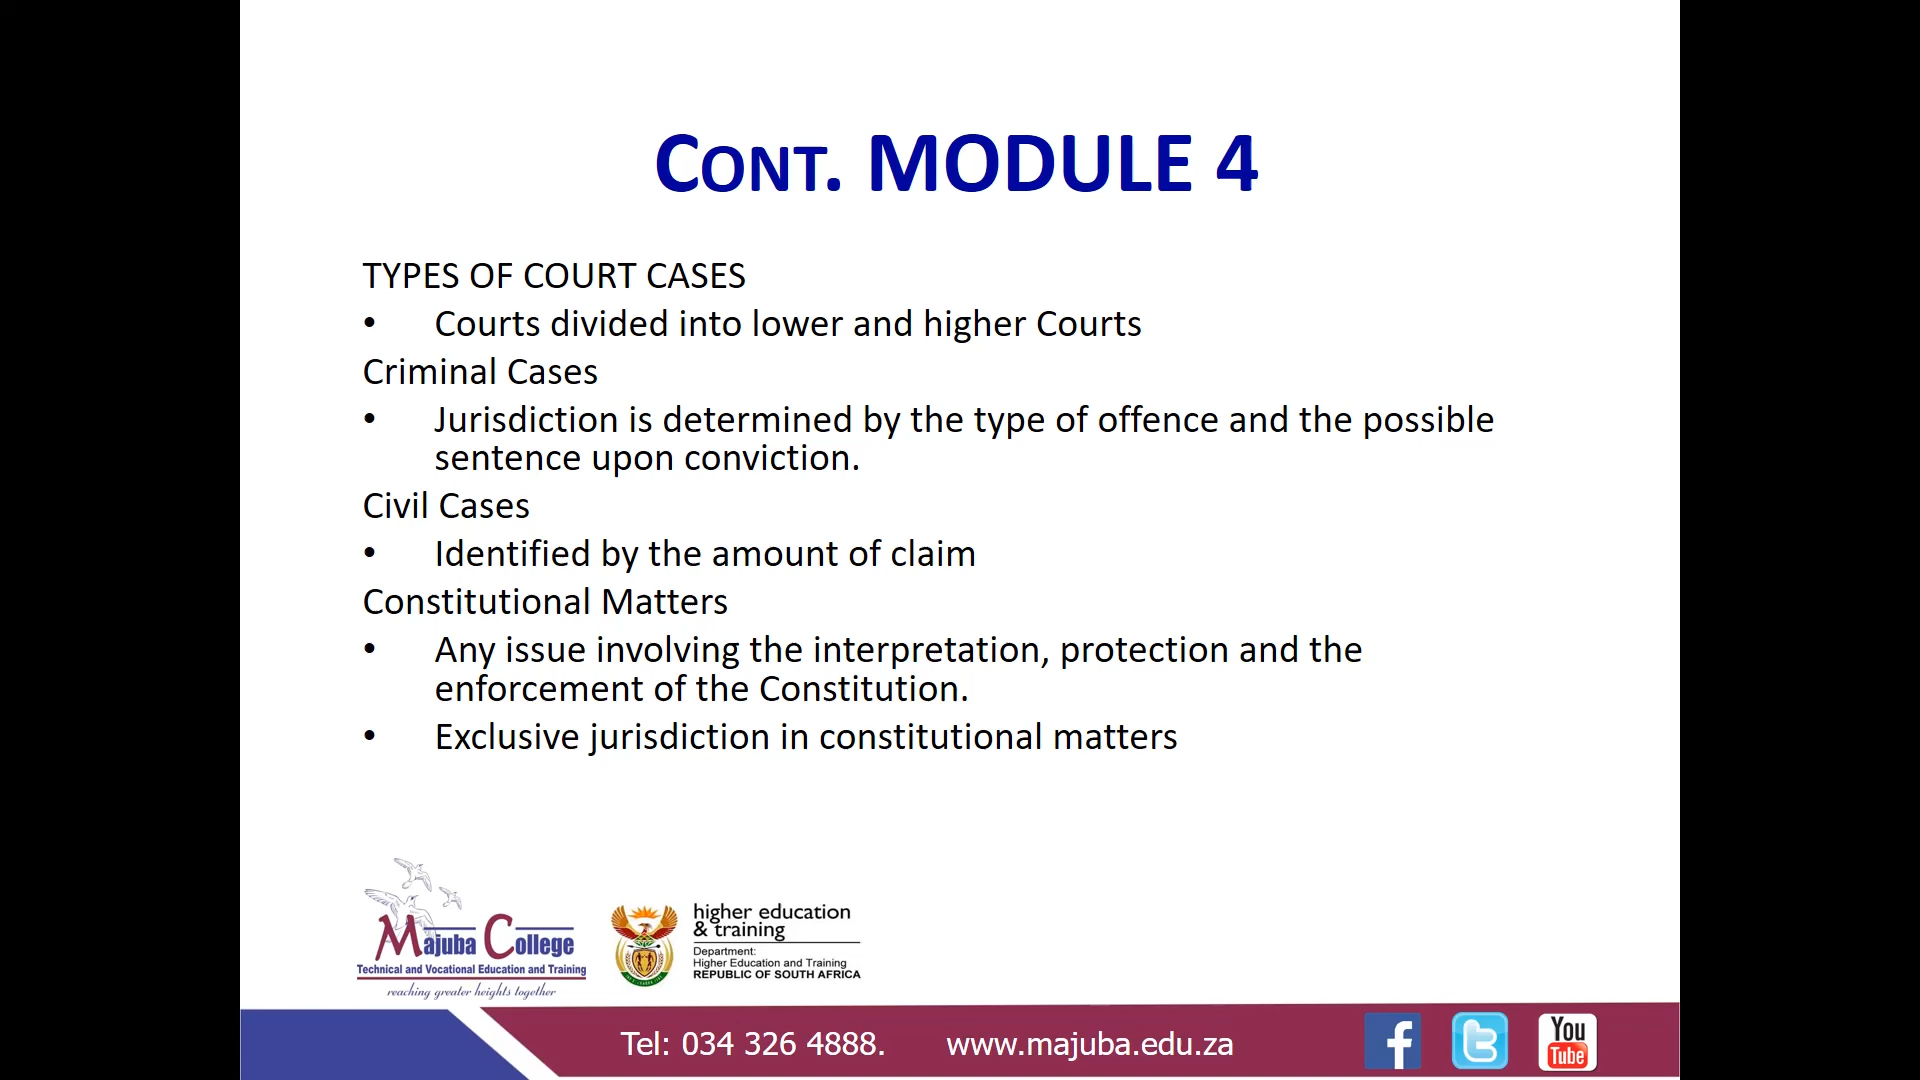 CONT. MODULE 4
TYPES OF COURT CASES
• Courts divided into lower and higher Courts
Criminal Cases
• Jurisdiction is determined by the type of offence and the possible
sentence upon conviction.
Civil Cases
• Identified by the amount of claim
Constitutional Matters
• Any issue involving the interpretation, protection and the
enforcement of the Constitution.
• Exclusive jurisdiction in constitutional matters
Majuba College
Technical and Vocational Education and Training
reaching greater heights together
higher education
& training
Department:
Higher Education and Training
REPUBLIC OF SOUTH AFRICA
Tel: 034 326 4888. www.majuba.edu.za
You
Tube